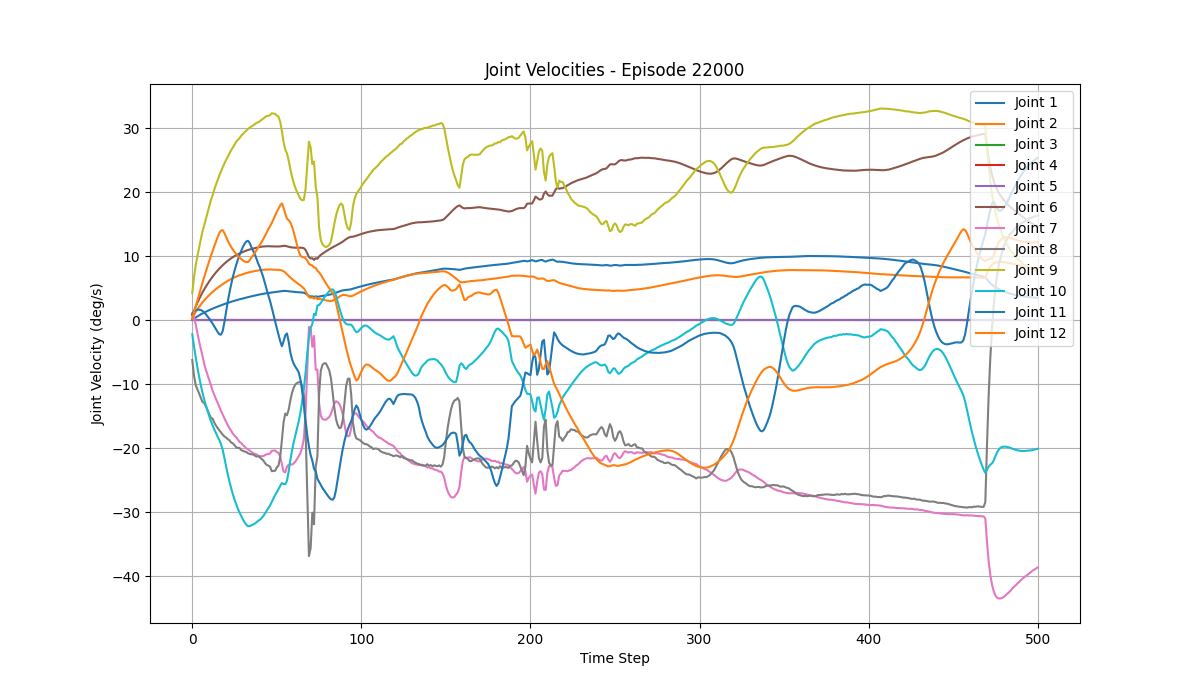 Joint Velocities - Episode 22000
Joint Velocity (deg/s)
30
20
10
0
−10
−20
−30
−40
0
100
200
300
400
500
Time Step
Joint 1
Joint 2
Joint 3
Joint 4
Joint 5
Joint 6
Joint 7
Joint 8
Joint 9
Joint 10
Joint 11
Joint 12